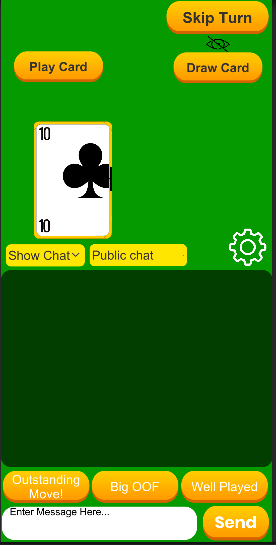 Skip Turn
Play Card
Draw Card
10
10
Show Chat
Public chat
Outstanding
Move!
Big OOF
Well Played
Enter Message Here...
Send